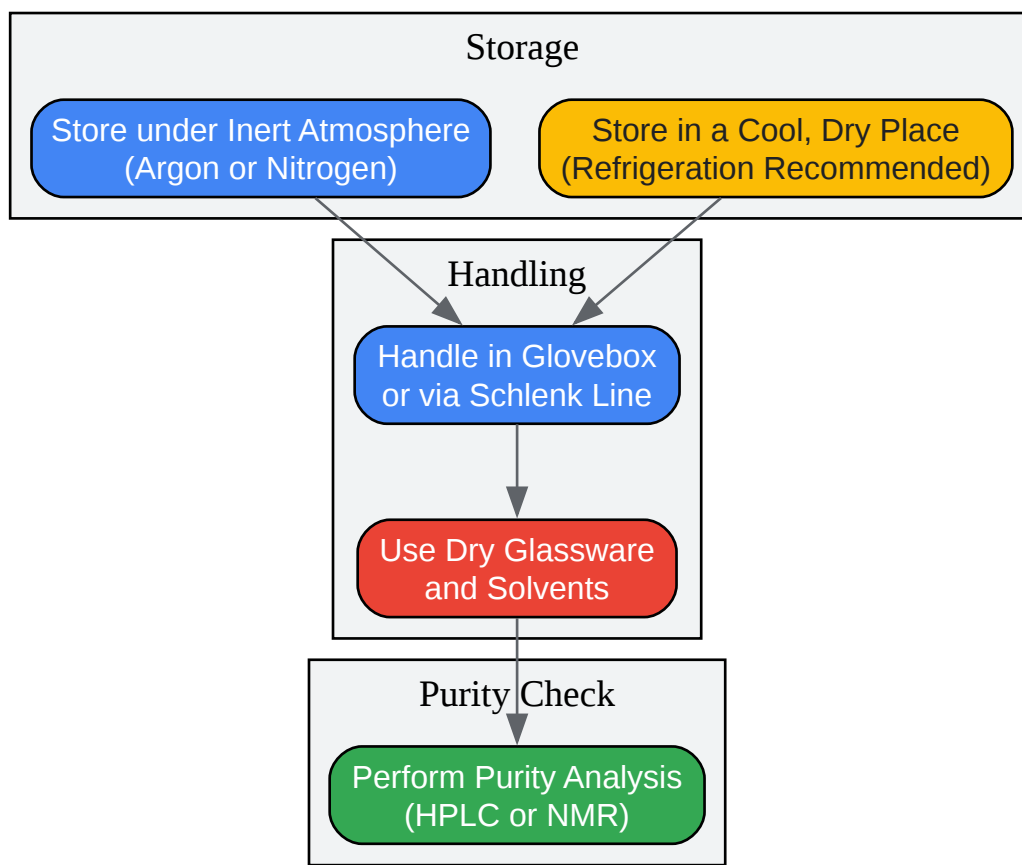 Storage
Store under Inert Atmosphere
(Argon or Nitrogen)
Store in a Cool, Dry Place
(Refrigeration Recommended)
Handling
Handle in Glovebox
or via Schlenk Line
Use Dry Glassware
and Solvents
Purity Check
Perform Purity Analysis
(HPLC or NMR)